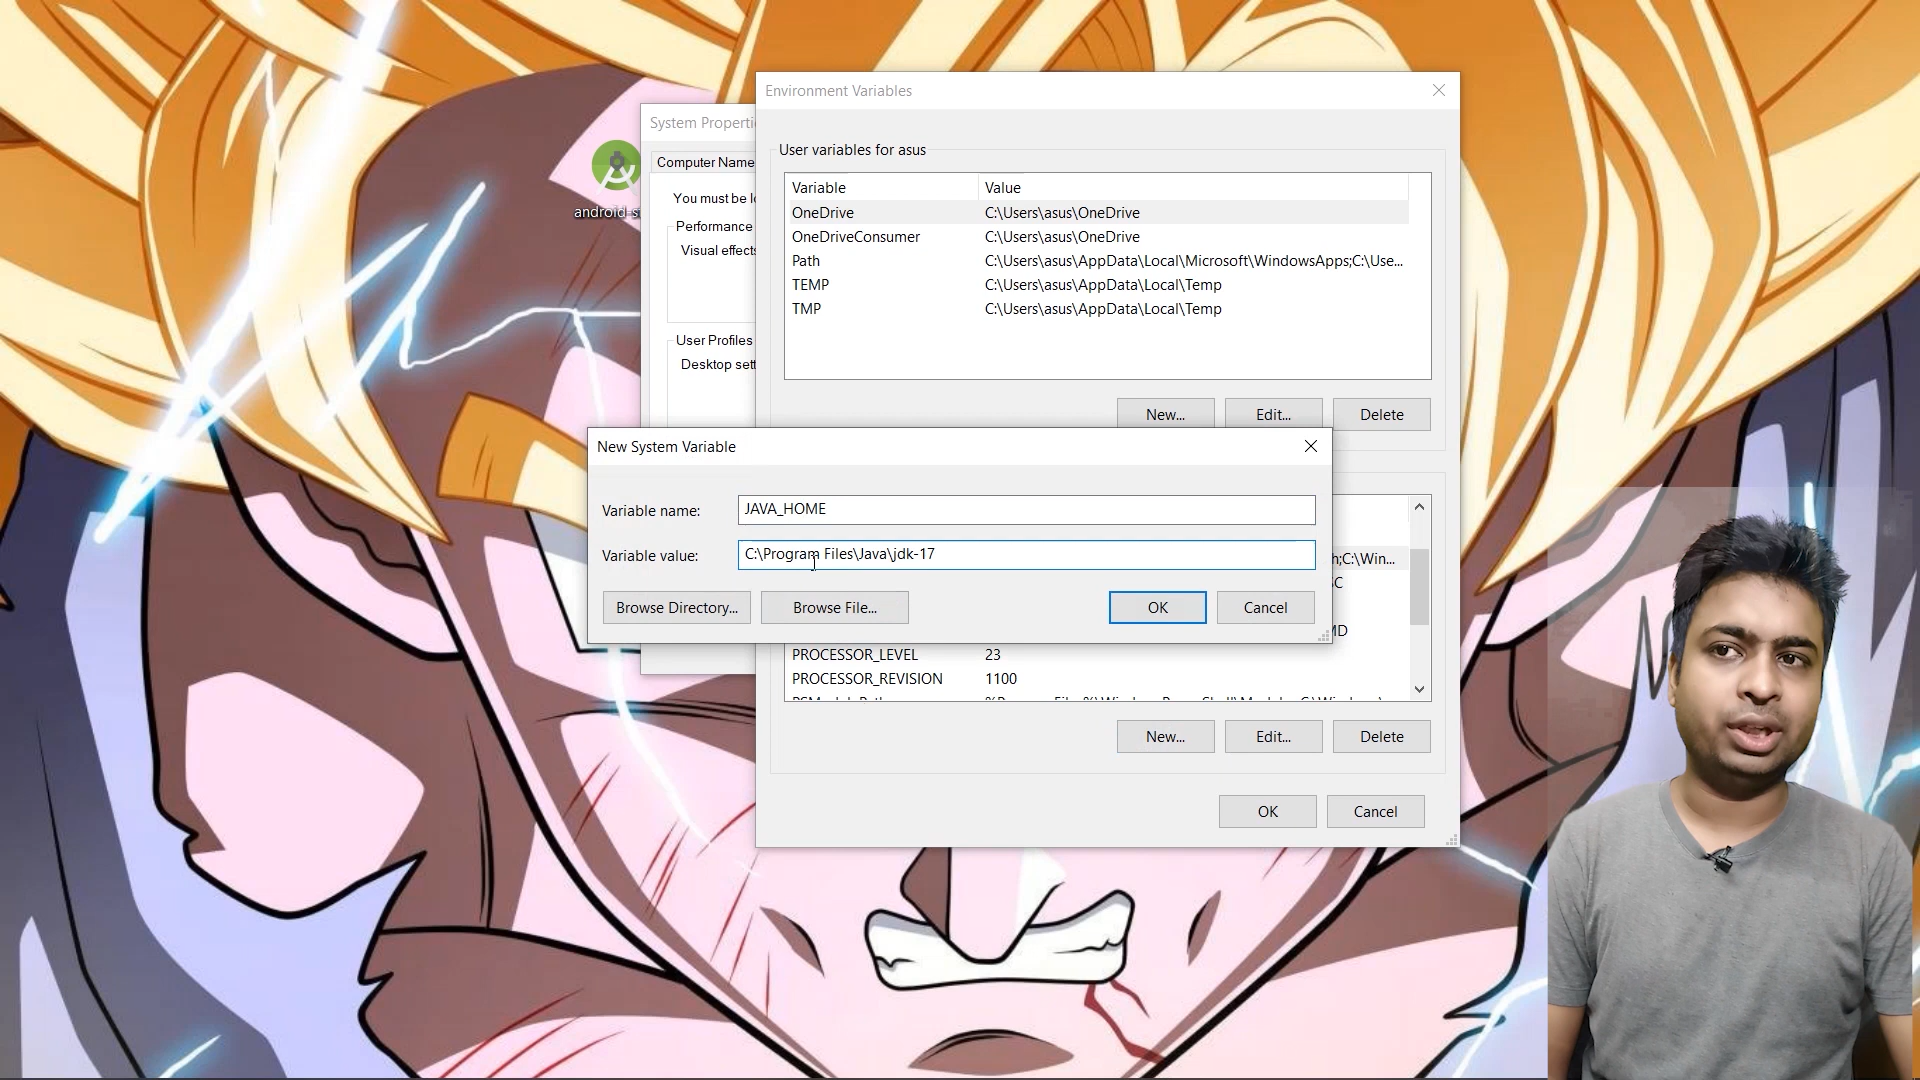 Environment Variables
System Properti
Computer Name
You must be l
Performance
Visual effects
User Profiles
Desktop sett
android-s
User variables for asus
Variable Value
OneDrive C:\Users\asus\OneDrive
OneDriveConsumer C:\Users\asus\OneDrive
Path C:\Users\asus\AppData\Local\Microsoft\WindowsApps;C:\Use...
TEMP C:\Users\asus\AppData\Local\Temp
TMP C:\Users\asus\AppData\Local\Temp
New... Edit... Delete
New System Variable
Variable name: JAVA_HOME
Variable value: C:\Program Files\Java\jdk-17
Browse Directory... Browse File... OK Cancel
h;C:\Win...
SC
MD
PROCESSOR_LEVEL 23
PROCESSOR_REVISION 1100
New... Edit... Delete
OK Cancel